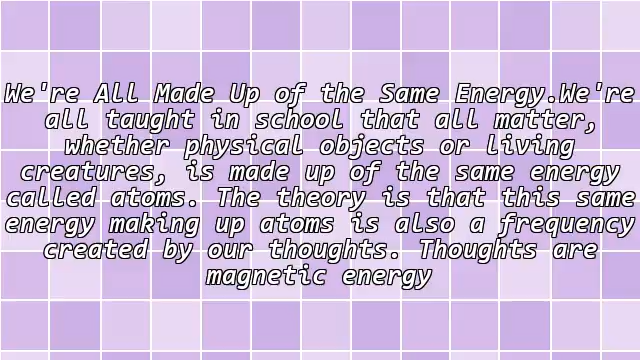 We're All Made Up of the Same Energy.We're
all taught in school that all matter,
whether physical objects or living
creatures, is made up of the same energy
called atoms. The theory is that this same
energy making up atoms is also a frequency
created by our thoughts. Thoughts are
magnetic energy